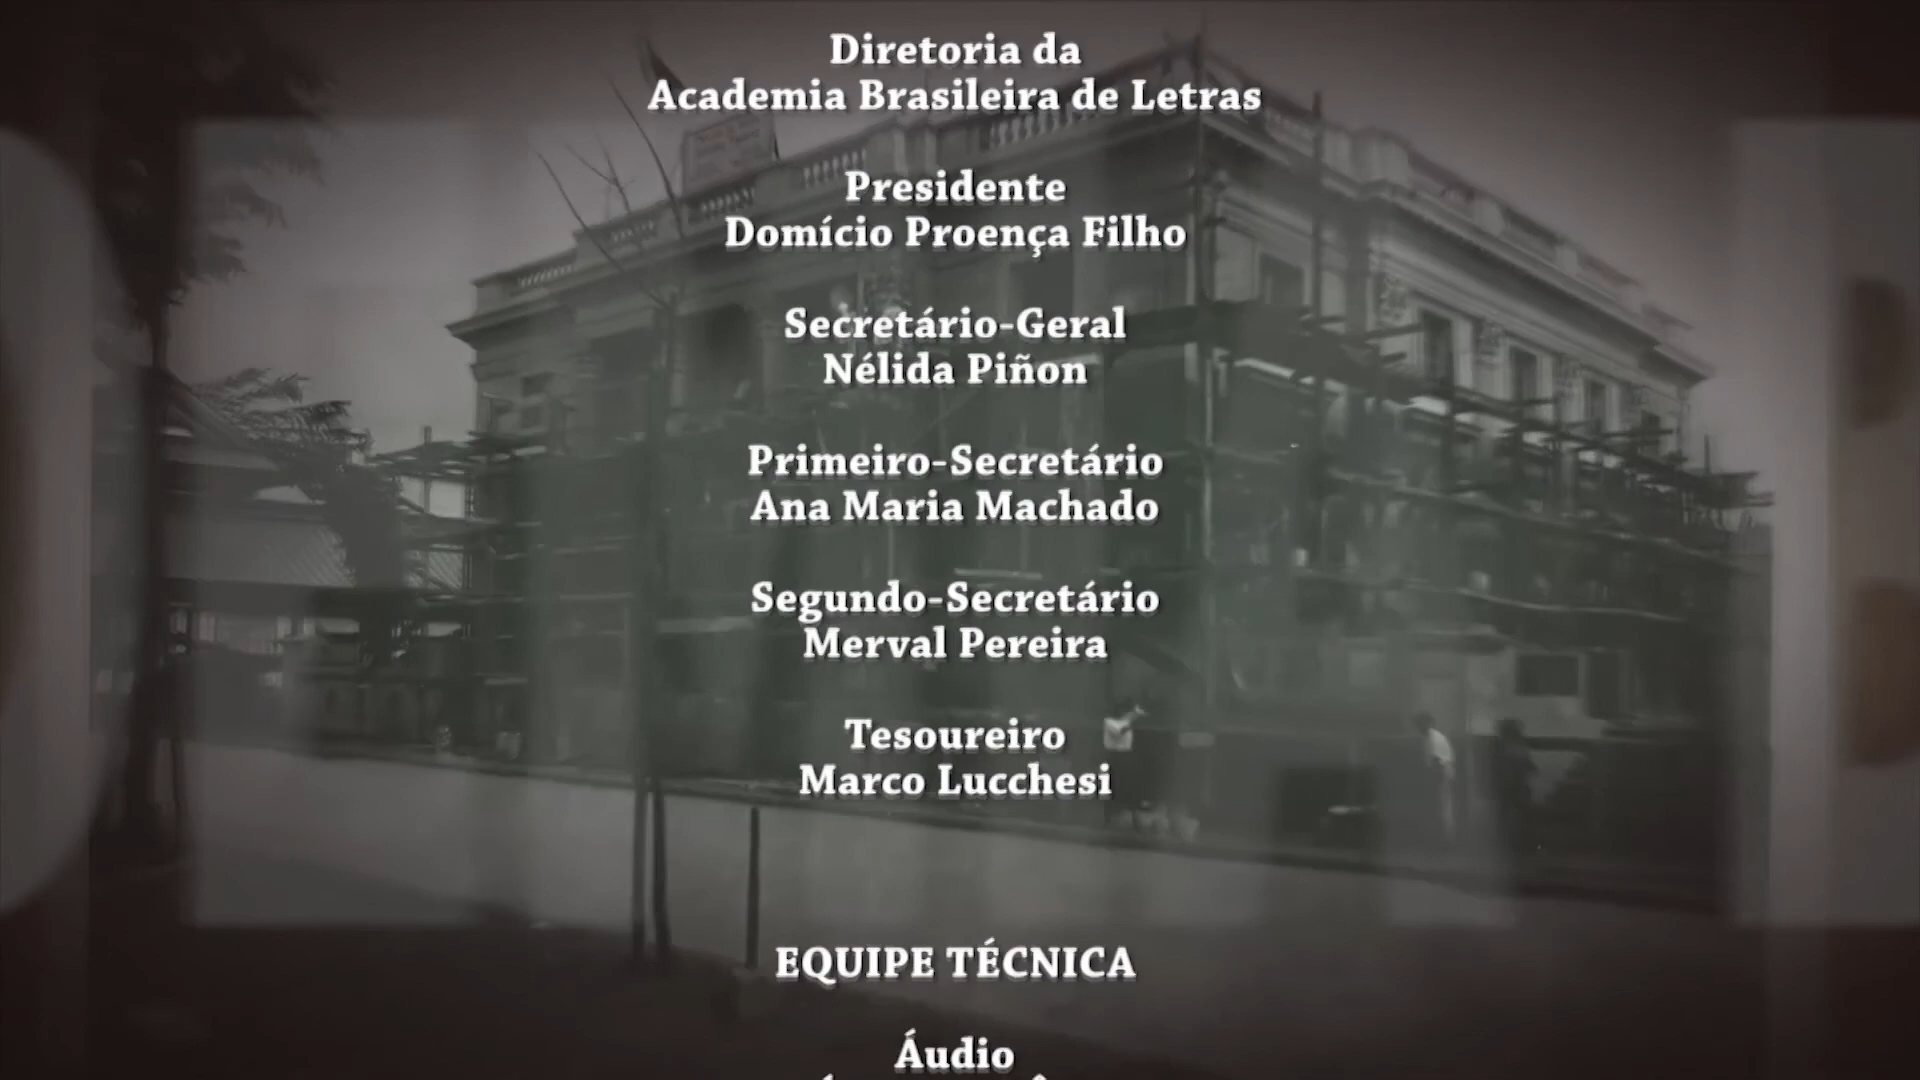 Diretoria da
Academia Brasileira de Letras
Presidente
Domício Proença Filho
Secretário-Geral
Nélida Piñon
Primeiro-Secretário
Ana Maria Machado
Segundo-Secretário
Merval Pereira
Tesoureiro
Marco Lucchesi
EQUIPE TÉCNICA
Áudio